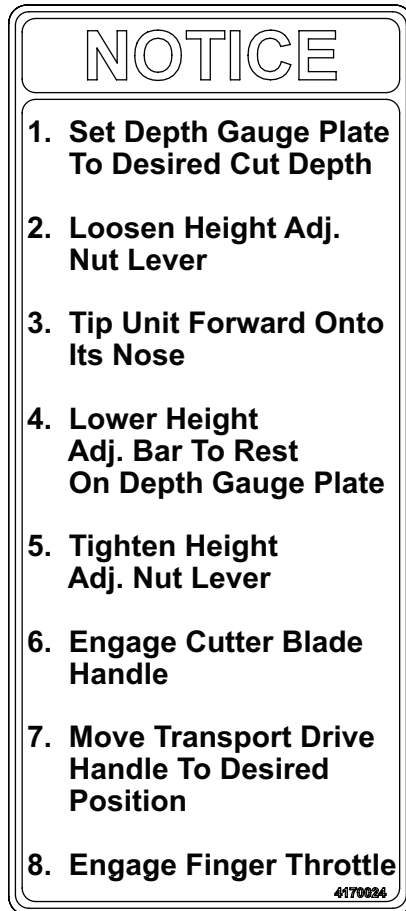 NOTICE
1. Set Depth Gauge Plate
To Desired Cut Depth
2. Loosen Height Adj.
Nut Lever
3. Tip Unit Forward Onto
Its Nose
4. Lower Height
Adj. Bar To Rest
On Depth Gauge Plate
5. Tighten Height
Adj. Nut Lever
6. Engage Cutter Blade
Handle
7. Move Transport Drive
Handle To Desired
Position
8. Engage Finger Throttle
4170024